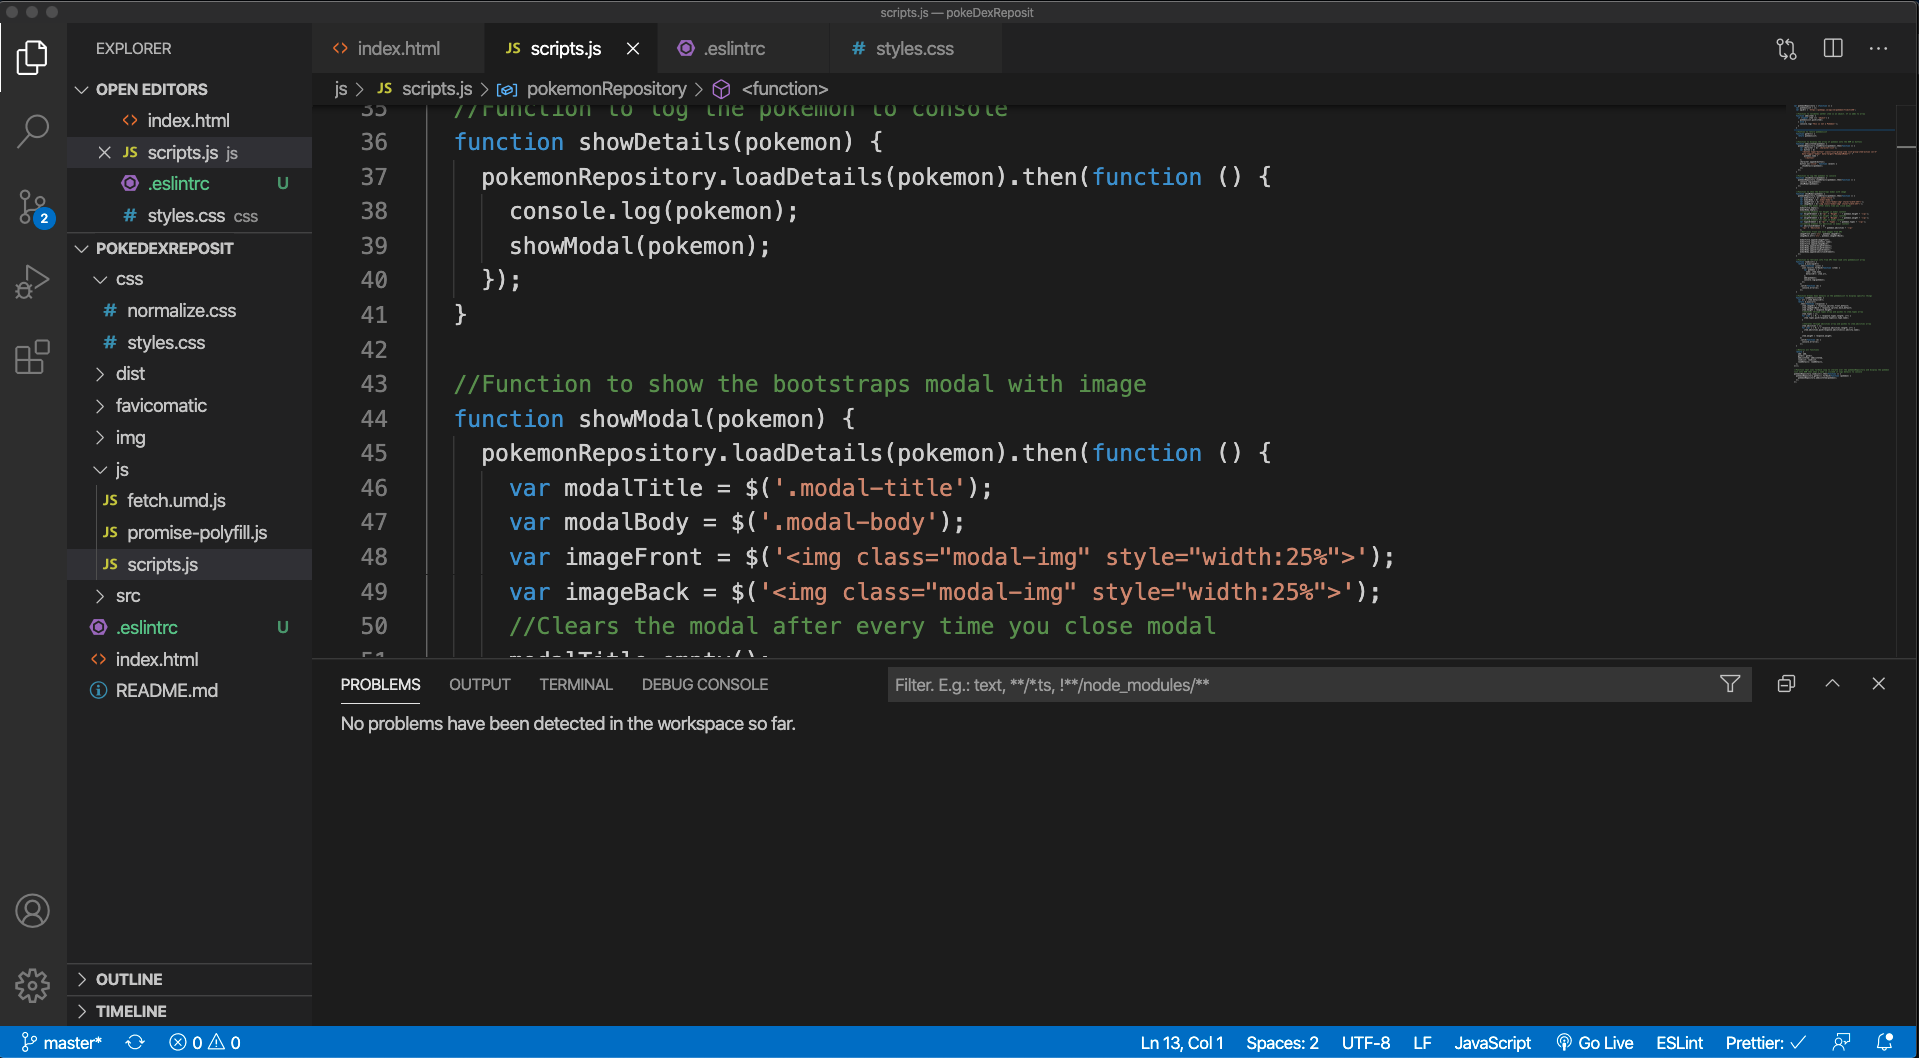 scripts.js — pokeDexReposit
EXPLORER
OPEN EDITORS
index.html
JS scripts.js js
.eslintrc U
# styles.css css
POKEDEXREPOSIT
css
# normalize.css
# styles.css
dist
favicomatic
img
js
JS fetch.umd.js
JS promise-polyfill.js
JS scripts.js
src
.eslintrc U
index.html
README.md
OUTLINE
TIMELINE
2
index.html JS scripts.js .eslintrc # styles.css
js > JS scripts.js > pokemonRepository > <function>
35 //Function to log the pokemon to console
36 function showDetails(pokemon) {
37 pokemonRepository.loadDetails(pokemon).then(function () {
38 console.log(pokemon);
39 showModal(pokemon);
40 });
41 }
42
43 //Function to show the bootstraps modal with image
44 function showModal(pokemon) {
45 pokemonRepository.loadDetails(pokemon).then(function () {
46 var modalTitle = $('.modal-title');
47 var modalBody = $('.modal-body');
48 var imageFront = $('<img class="modal-img" style="width:25%">');
49 var imageBack = $('<img class="modal-img" style="width:25%">');
50 //Clears the modal after every time you close modal
51 modalTitle.empty();
PROBLEMS OUTPUT TERMINAL DEBUG CONSOLE
Filter. E.g.: text, **/*.ts, !**/node_modules/**
No problems have been detected in the workspace so far.
master* 0 0 Ln 13, Col 1 Spaces: 2 UTF-8 LF JavaScript Go Live ESLint Prettier: ✓